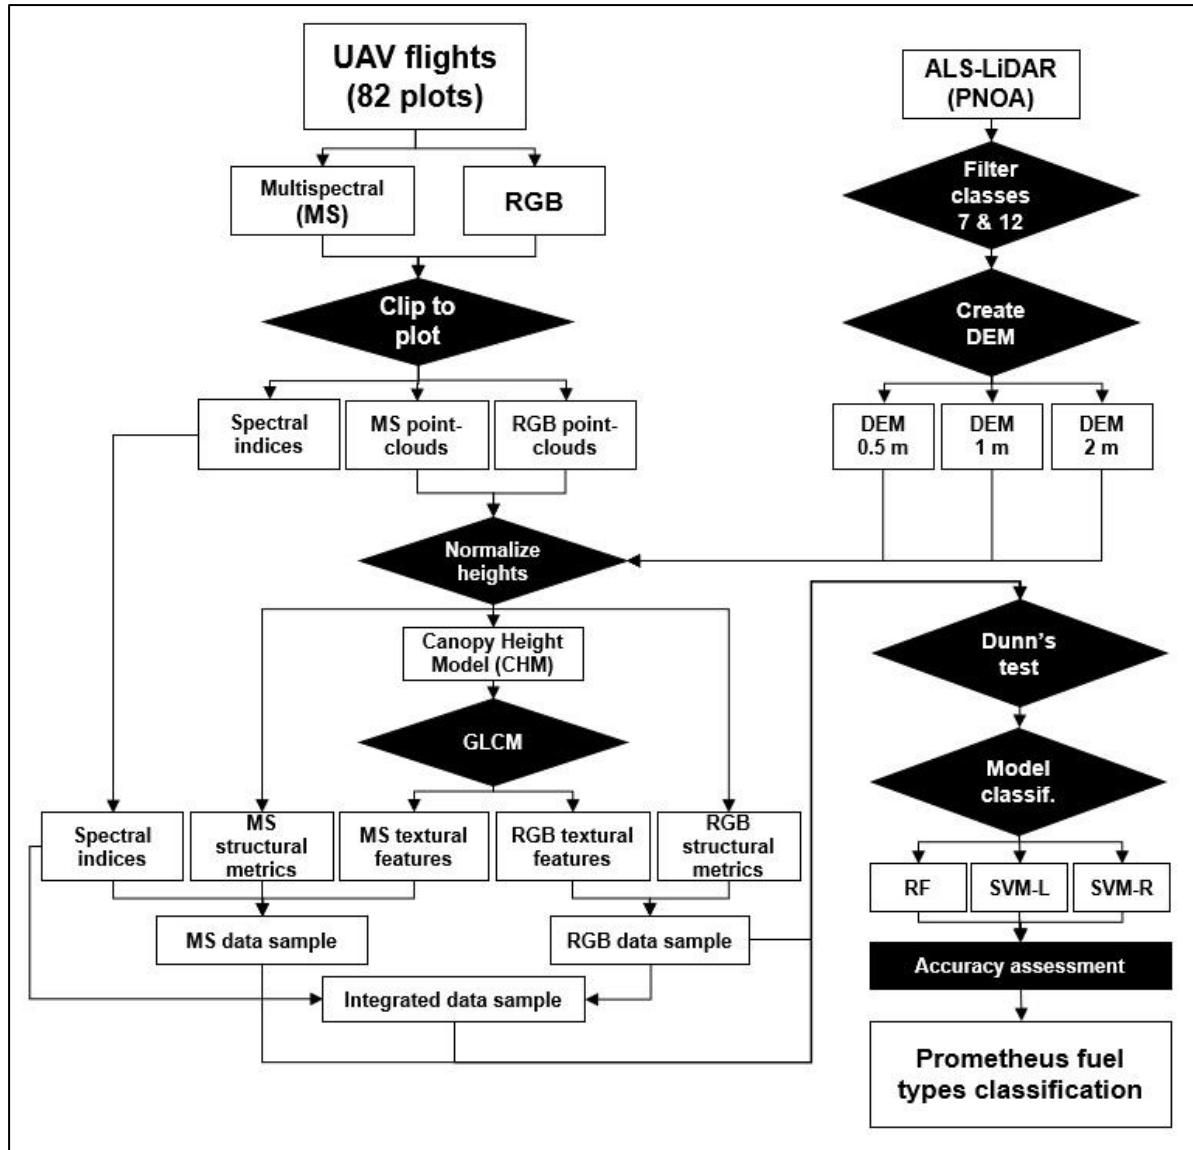 UAV flights
(82 plots)
ALS-LiDAR
(PNOA)
Multispectral
(MS)
RGB
Filter
classes
7 & 12
Clip to
plot
Create
DEM
Spectral
indices
MS point-
clouds
RGB point-
clouds
DEM
0.5 m
DEM
1 m
DEM
2 m
Normalize
heights
Canopy Height
Model (CHM)
Dunn's
test
GLCM
Model
classif.
Spectral
indices
MS
structural
metrics
MS textural
features
RGB textural
features
RGB
structural
metrics
RF
SVM-L
SVM-R
MS data sample
RGB data sample
Accuracy assessment
Integrated data sample
Prometheus fuel
types classification